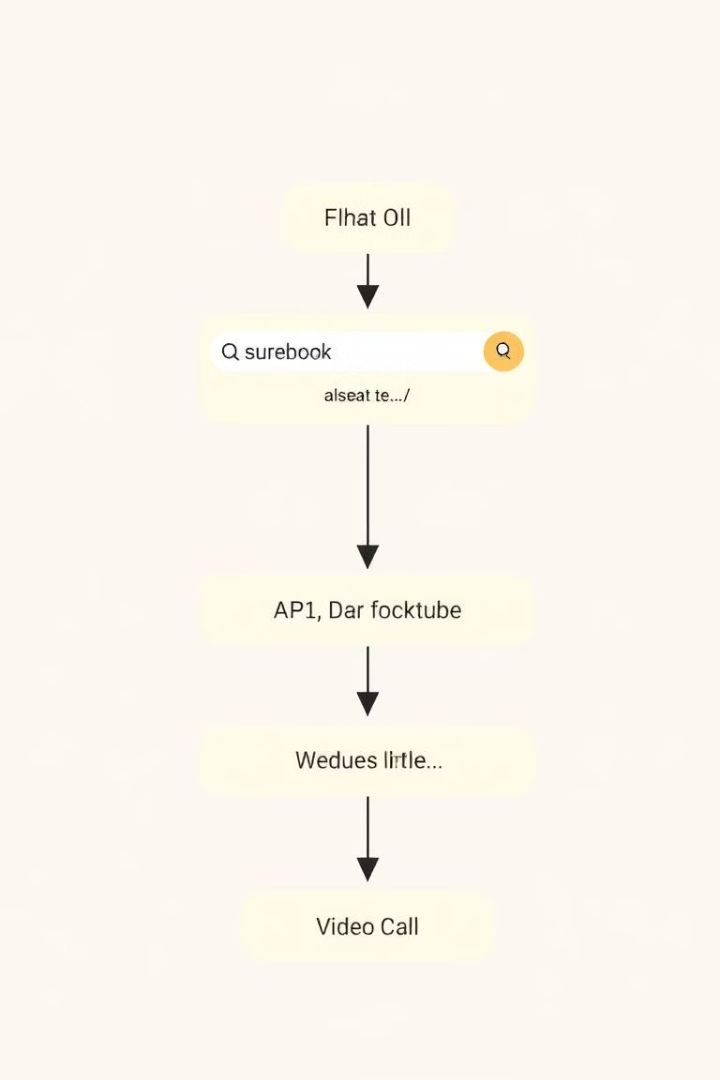 Flhat Oll
surebook
alseat te.../
AP1, Dar focktube
Wedues lirtle...
Video Call